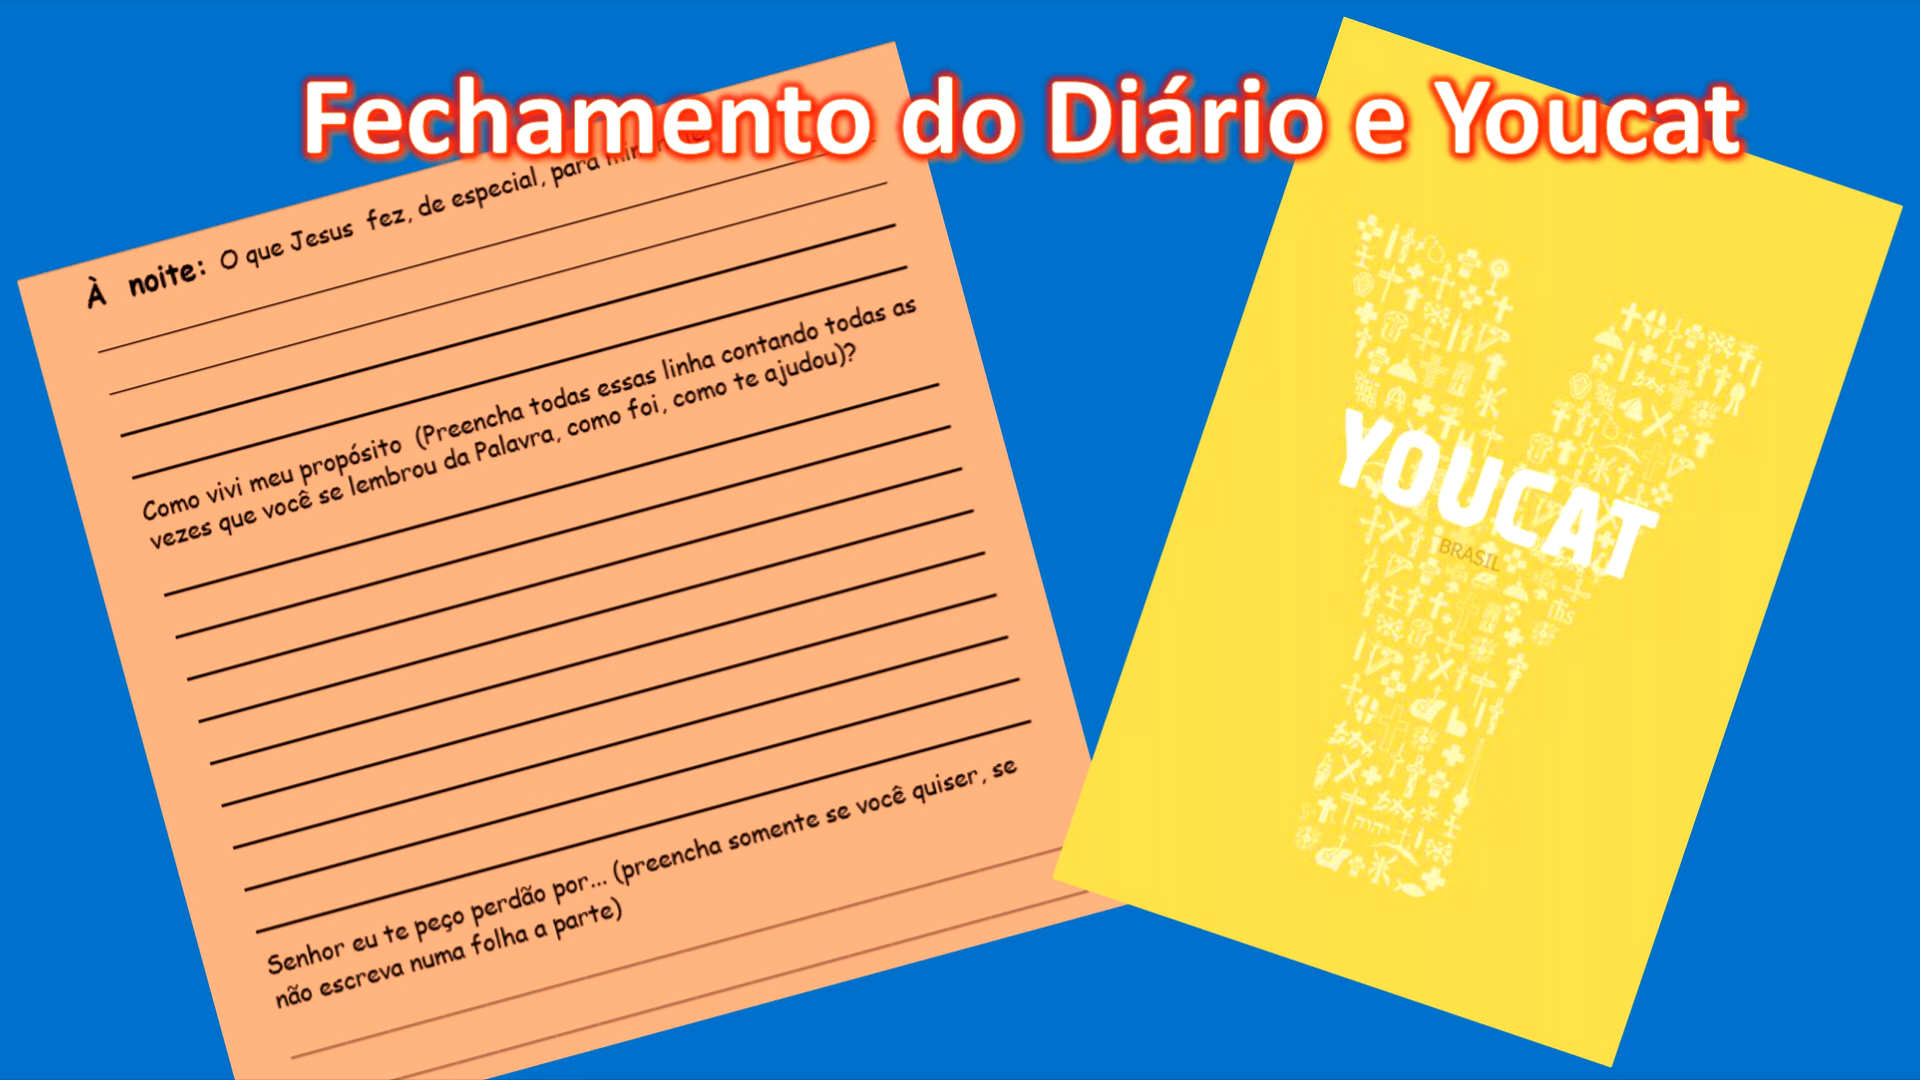 Fechamento do Diário e Youcat
À noite: O que Jesus fez, de especial, para
Como vivi meu propósito (Preencha todas essas linha contando todas as
vezes que você se lembrou da Palavra, como foi, como te ajudou)?
Senhor eu te peço perdão por... (preencha somente se você quiser, se
não escreva numa folha a parte)
YOUCAT
BRASIL
ihs